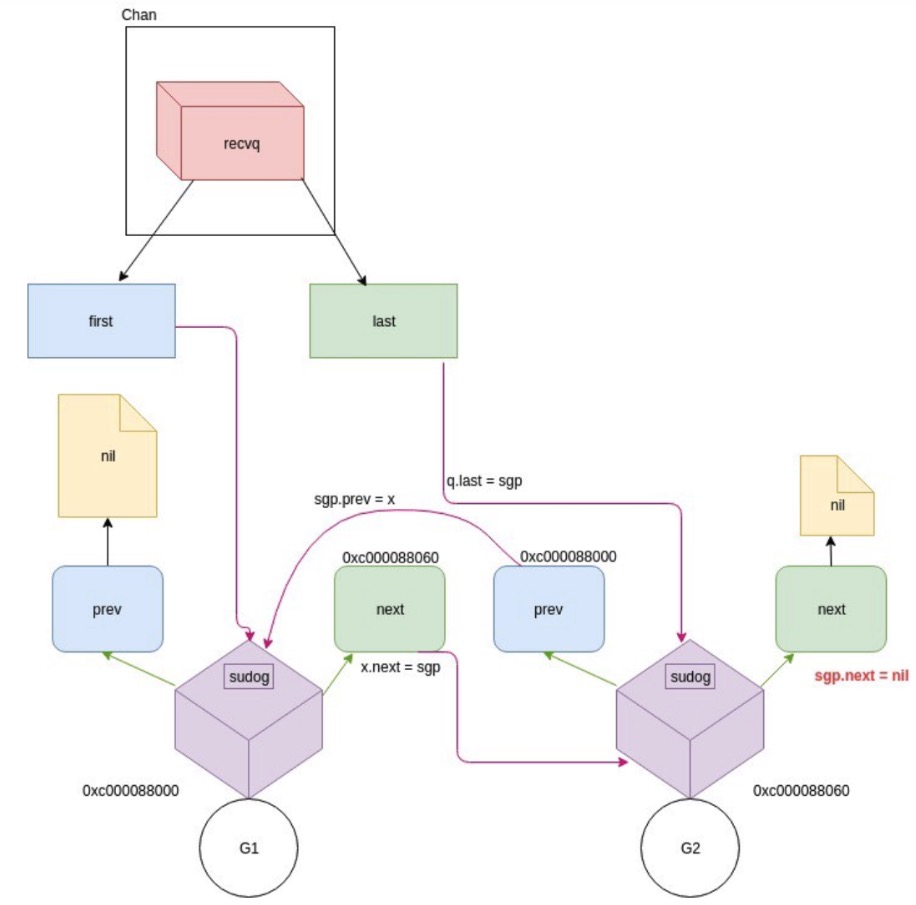 Chan
recvq
first
last
nil
q.last = sgp
sgp.prev = x
nil
0xc000088060
0xc000088000
prev
next
prev
next
x.next = sgp
sudog
sudog
sgp.next = nil
0xc000088000
0xc000088060
G1
G2